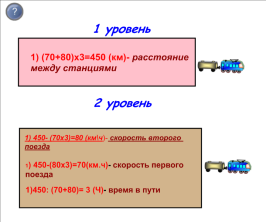 ?
1 уровень
1) (70+80)х3=450 (км)- расстояние
между станциями
2 уровень
1) 450- (70х3)=80 (км\ч)- скорость второго
поезда
1) 450-(80х3)=70(км.ч)- скорость первого
поезда
1)450: (70+80)= 3 (Ч)- время в пути